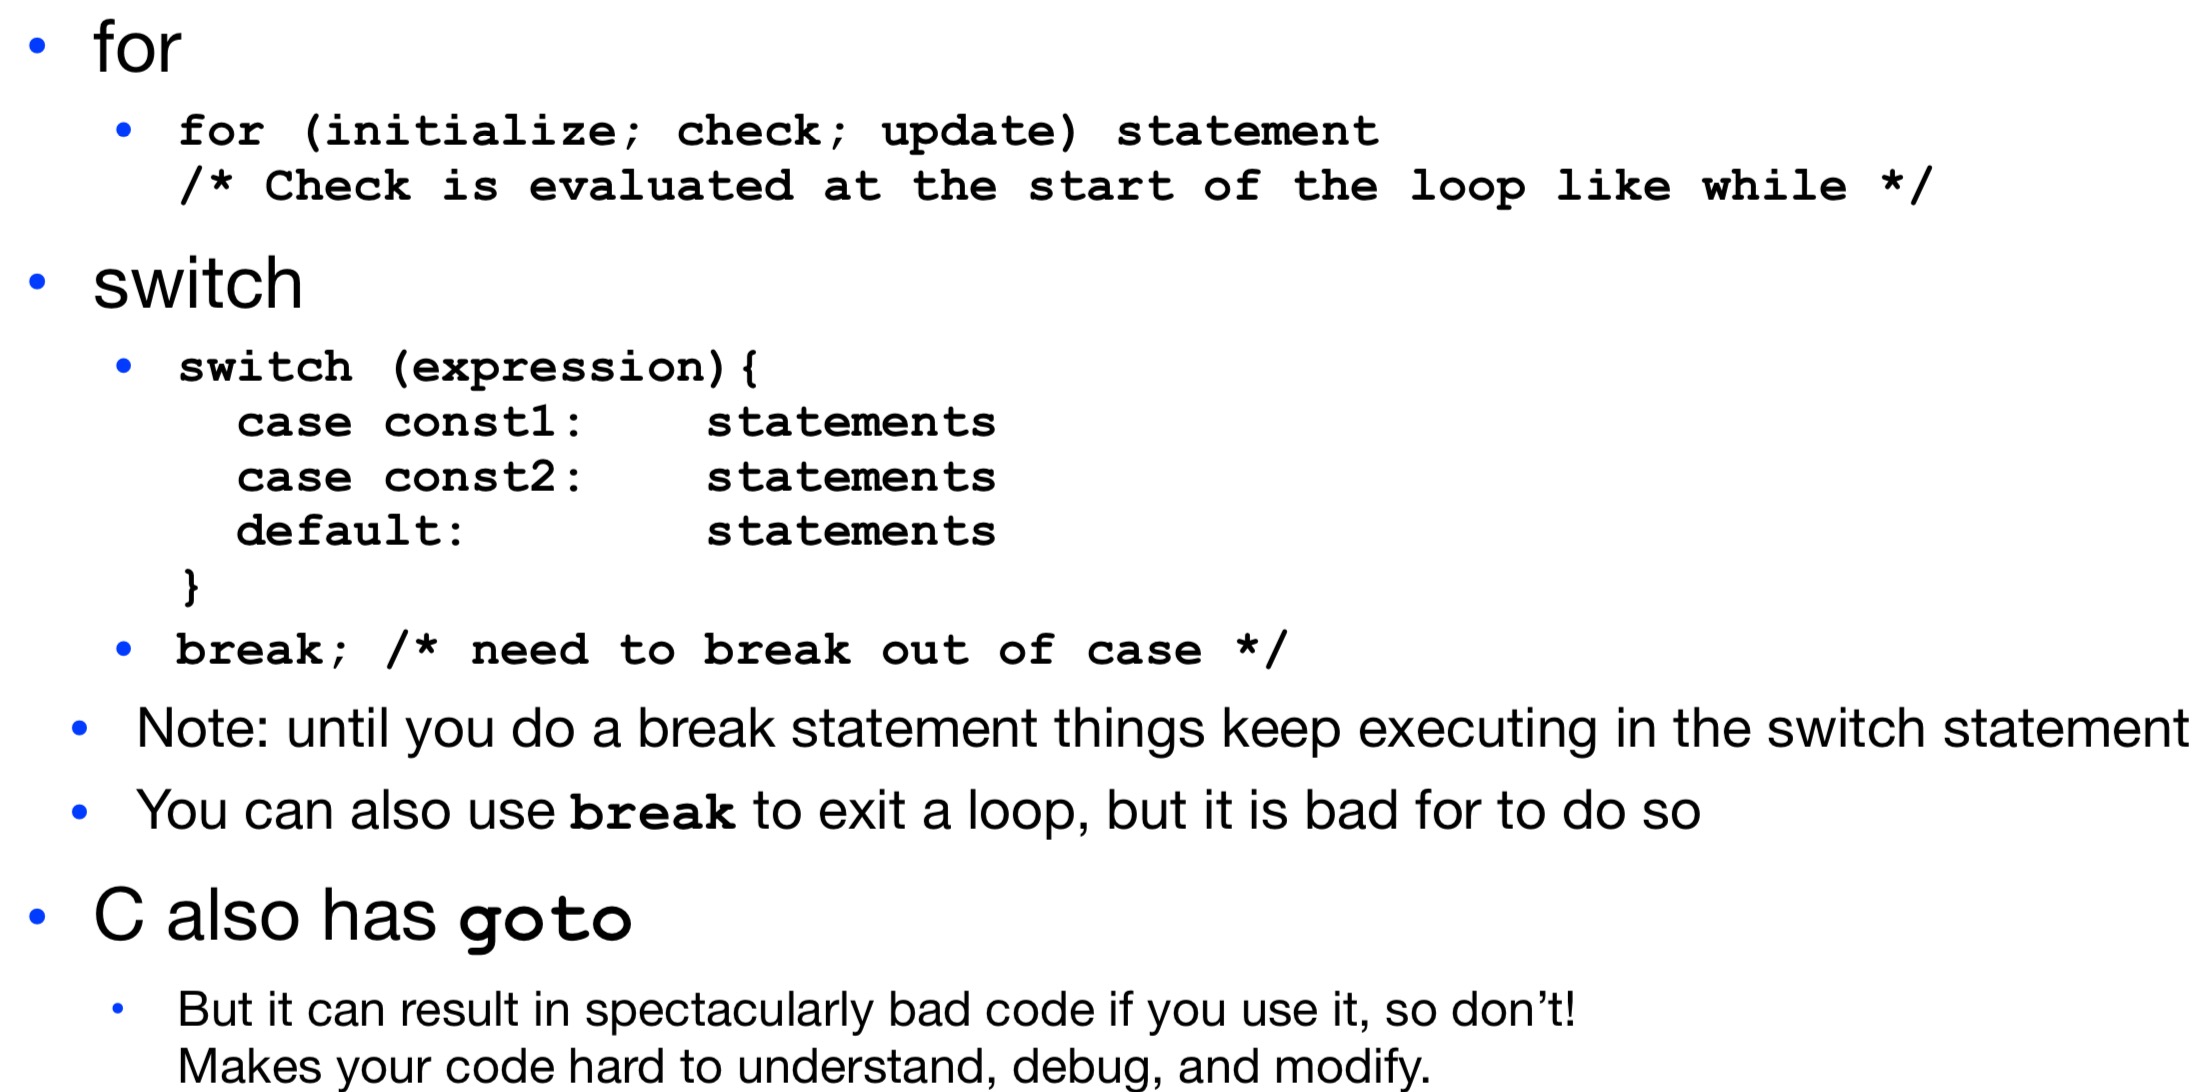 • for
• for (initialize; check; update) statement
/* Check is evaluated at the start of the loop like while */
• switch
• switch (expression){
case const1: statements
case const2: statements
default: statements
}
• break; /* need to break out of case */
• Note: until you do a break statement things keep executing in the switch statement
• You can also use break to exit a loop, but it is bad for to do so
• C also has goto
• But it can result in spectacularly bad code if you use it, so don’t!
Makes your code hard to understand, debug, and modify.